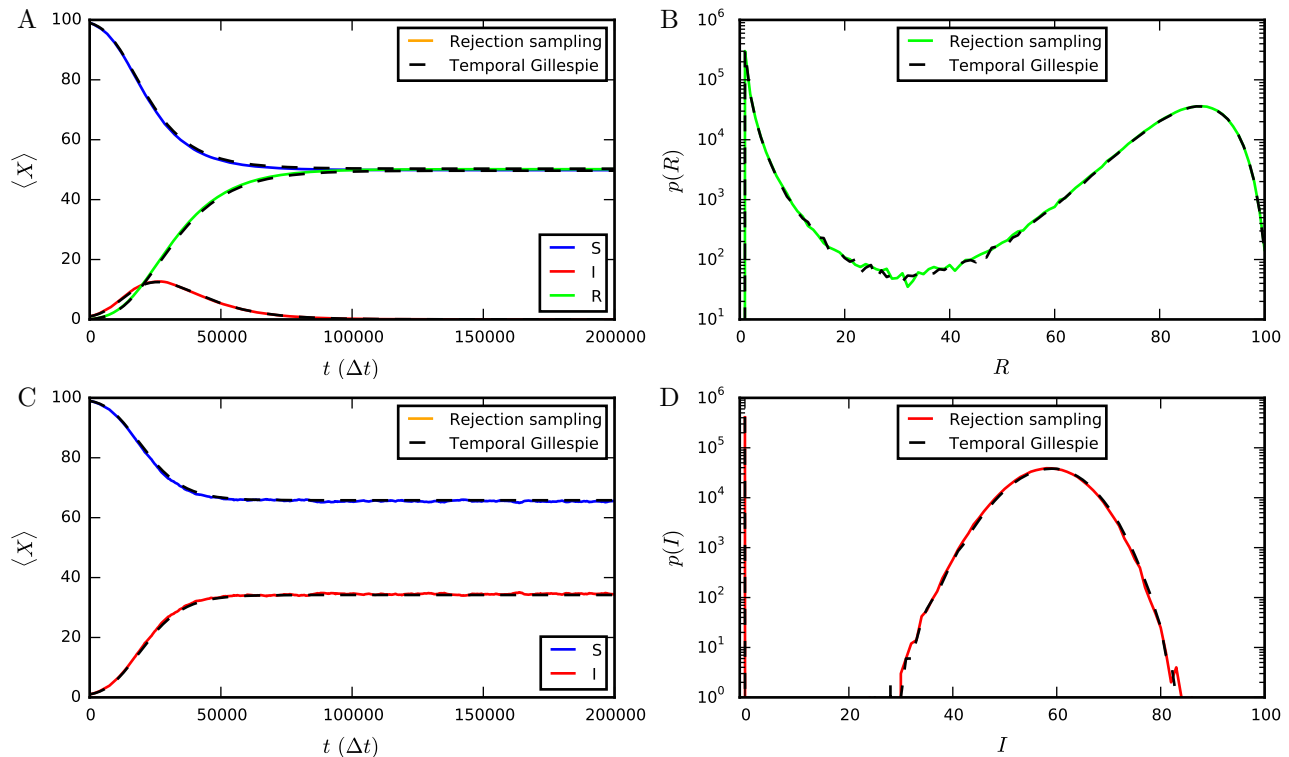 A
100
80
60
40
20
0
⟨X⟩
Rejection sampling
Temporal Gillespie
S
I
R
0 50000 100000 150000 200000
t (Δt)
B
10^6
10^5
10^4
10^3
10^2
10^1
p(R)
Rejection sampling
Temporal Gillespie
0 20 40 60 80 100
R
C
100
80
60
40
20
0
⟨X⟩
Rejection sampling
Temporal Gillespie
S
I
0 50000 100000 150000 200000
t (Δt)
D
10^6
10^5
10^4
10^3
10^2
10^1
10^0
p(I)
Rejection sampling
Temporal Gillespie
0 20 40 60 80 100
I